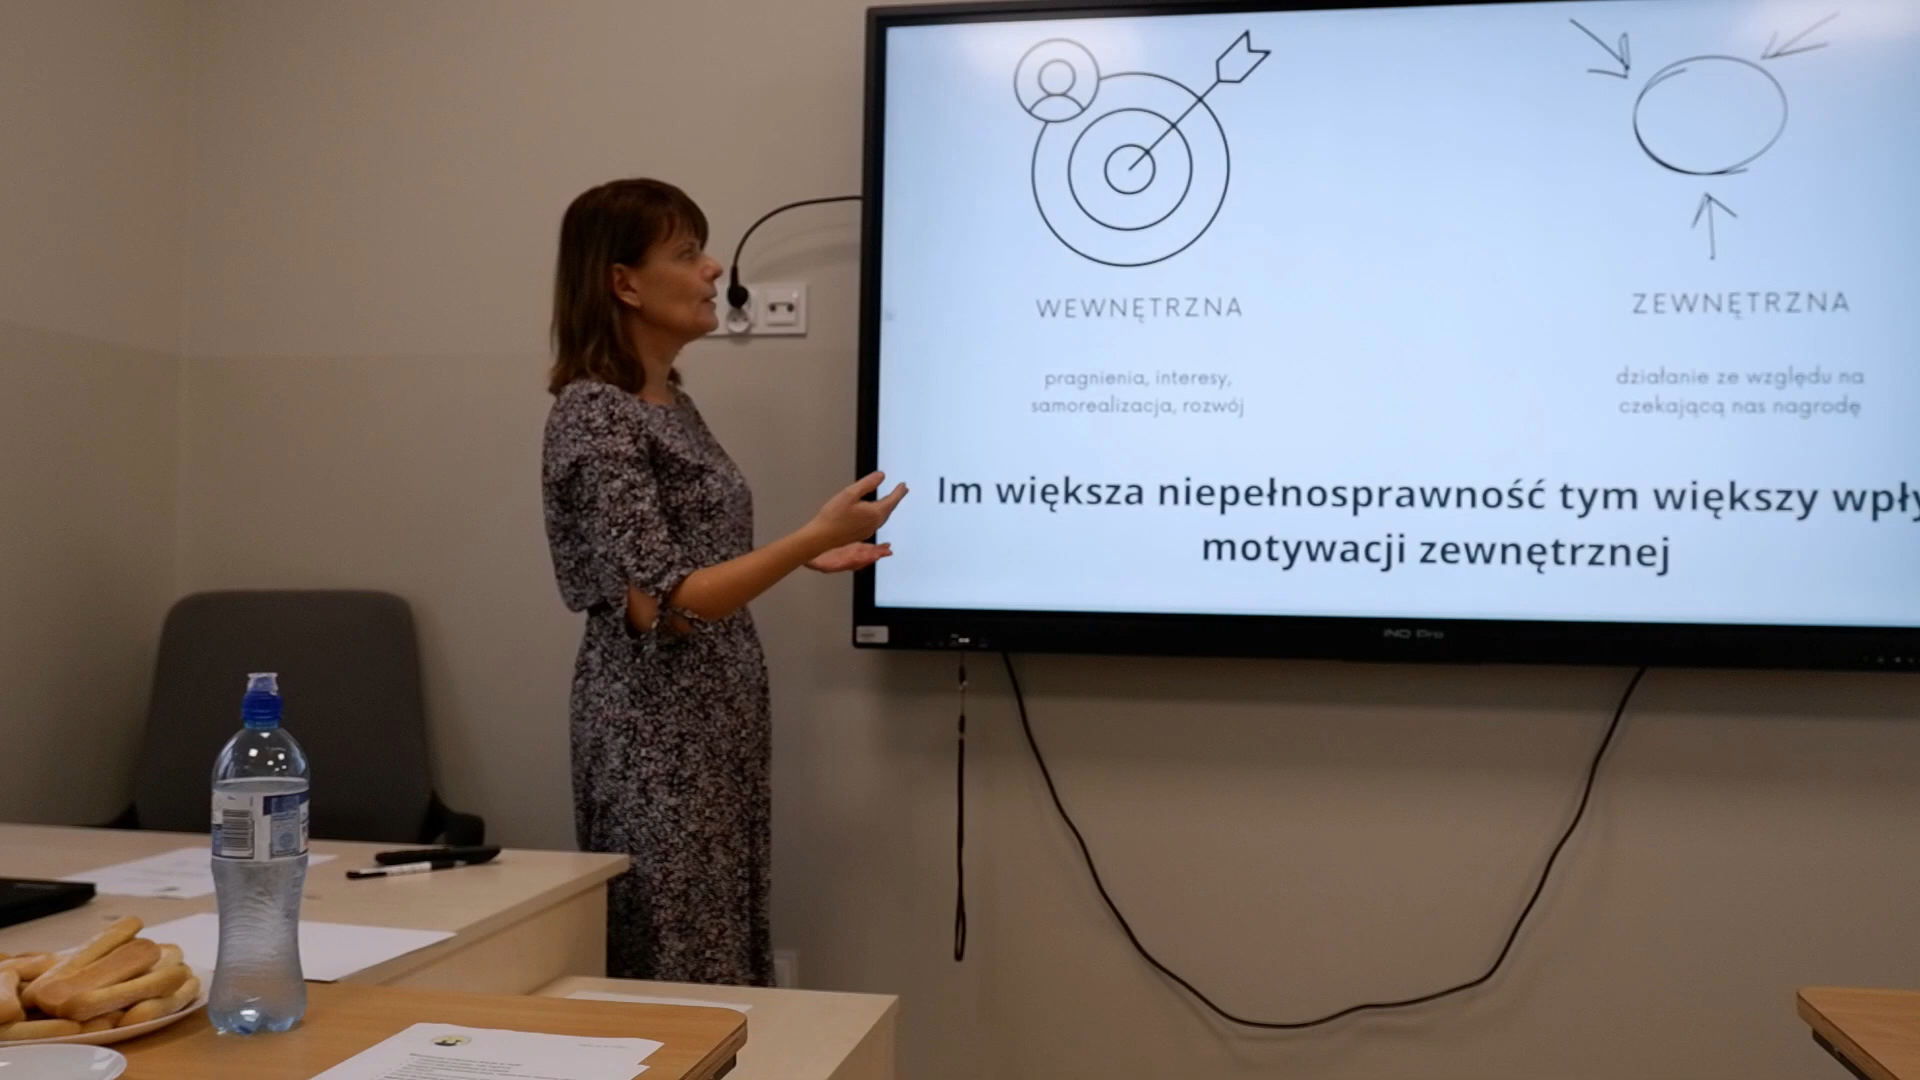 WEWNĘTRZNA
pragnienia, interesy,
samorealizacja, rozwój
ZEWNĘTRZNA
działanie ze względu na
czekającą nas nagrodę
Im większa niepełnosprawność tym większy wpły
motywacji zewnętrznej